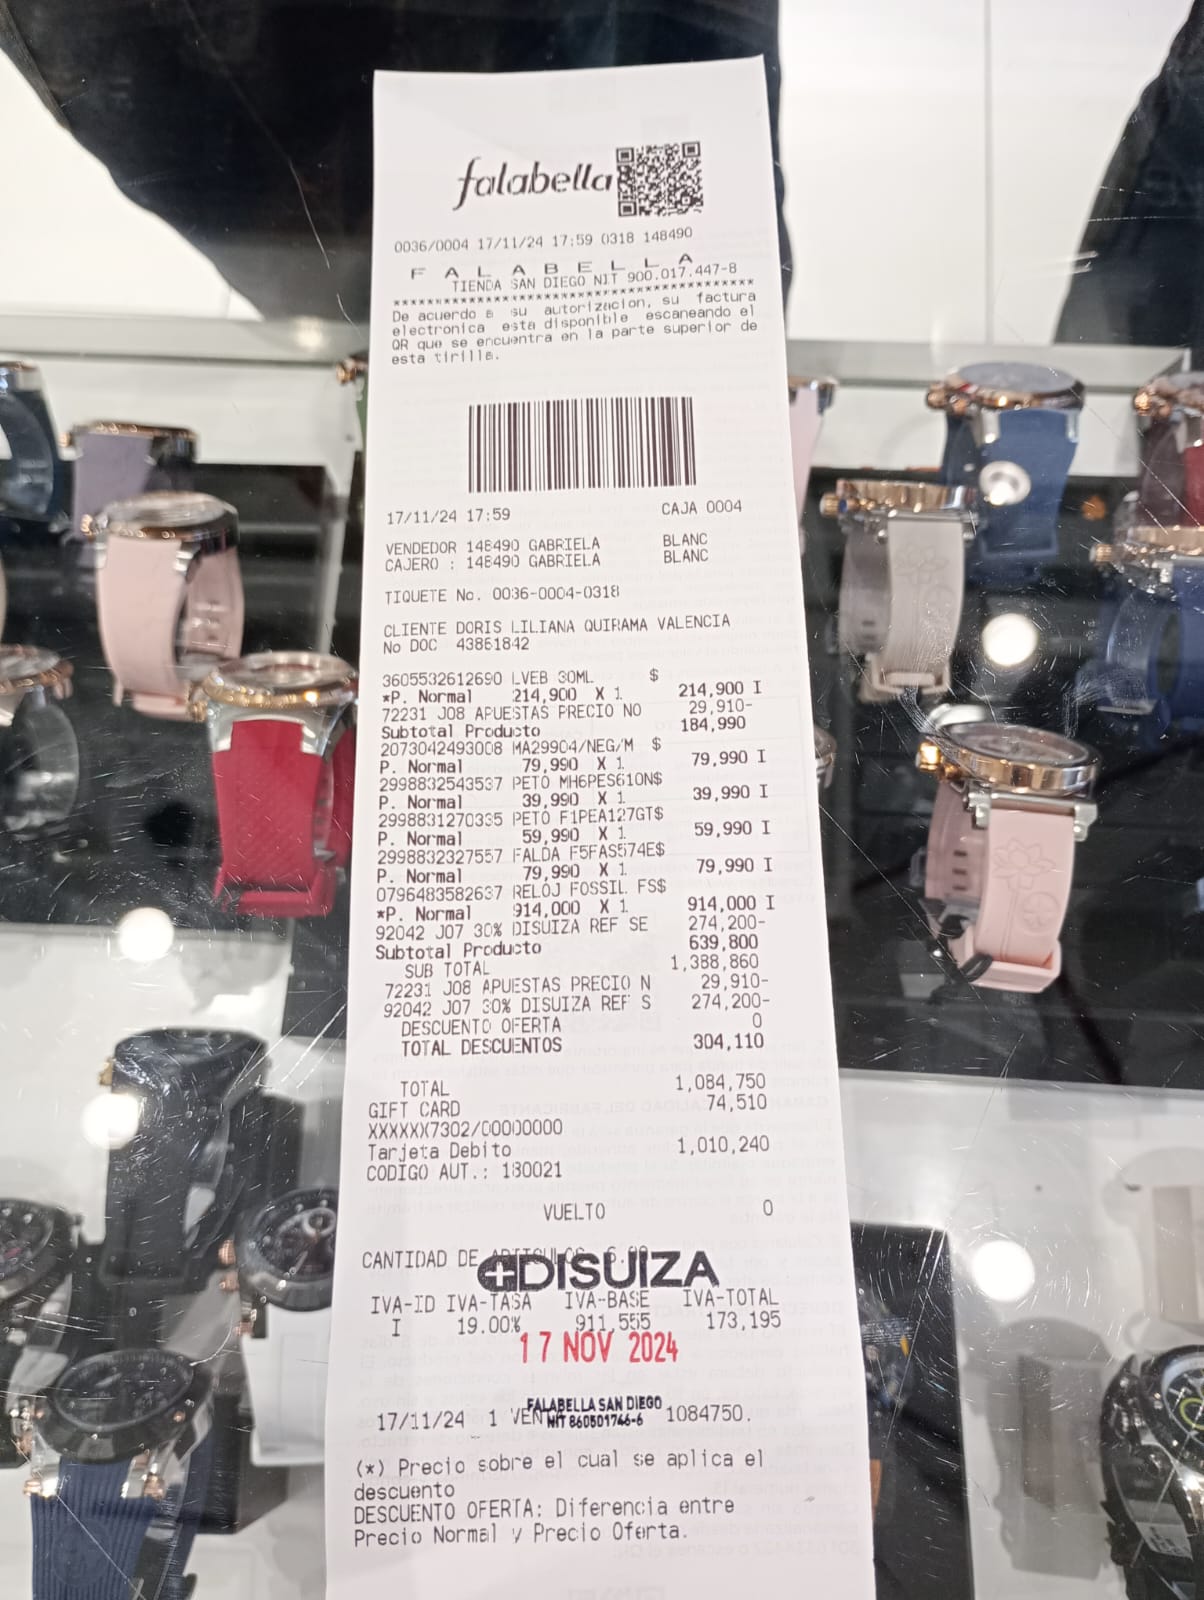 falabella
0036/0004 17/11/24 17:59 0318 148490
F A L A B E L L A
TIENDA SAN DIEGO NIT 900.017.447-8
De acuerdo a su autorizacion, su factura
electronica esta disponible escaneando el
QR que se encuentra en la parte superior de
esta tirilla.
17/11/24 17:59 CAJA 0004
VENDEDOR 148490 GABRIELA BLANC
CAJERO : 148490 GABRIELA BLANC
TIQUETE No. 0036-0004-0318
CLIENTE DORIS LILIANA QUIRAMA VALENCIA
No DOC 43861842
3605532612690 LVEB 30ML $
*P. Normal 214,900 X 1 214,900 I
72231 J08 APUESTAS PRECIO NO 29,910-
Subtotal Producto 184,990
2073042493008 MA29904/NEG/M $
P. Normal 79,990 X 1 79,990 I
2998832543537 PETO MH6PES610N$
P. Normal 39,990 X 1 39,990 I
2998831270335 PETO F1PEA127GT$
P. Normal 59,990 X 1 59,990 I
2998832327557 FALDA F5FAS574E$
P. Normal 79,990 X 1 79,990 I
0796483582637 RELOJ FOSSIL FS$
*P. Normal 914,000 X 1 914,000 I
92042 J07 30% DISUIZA REF SE 274,200-
Subtotal Producto 639,800
SUB TOTAL 1,388,860
72231 J08 APUESTAS PRECIO N 29,910-
92042 J07 30% DISUIZA REF S 274,200-
DESCUENTO OFERTA 0
TOTAL DESCUENTOS 304,110
TOTAL 1,084,750
GIFT CARD 74,510
XXXXXX7302/00000000
Tarjeta Debito 1,010,240
CODIGO AUT.: 180021
VUELTO 0
CANTIDAD DE ARTICULOS
DISUIZA
IVA-ID IVA-TASA IVA-BASE IVA-TOTAL
I 19.00% 911,555 173,195
17 NOV 2024
FALABELLA SAN DIEGO
NIT 860501746-6
17/11/24 1 VENTA 1084750.
(*) Precio sobre el cual se aplica el
descuento
DESCUENTO OFERTA: Diferencia entre
Precio Normal y Precio Oferta.